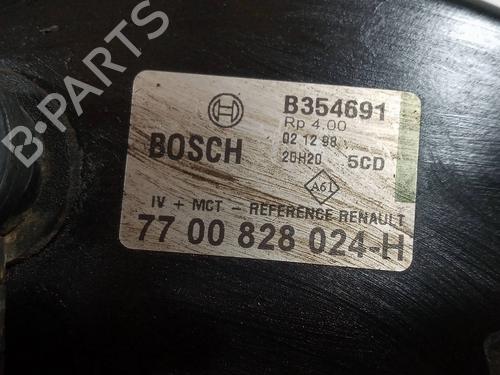 B-PARTS
BOSCH
B354691
Rp 4.00
02 12 98
20H20 5CD
A61
IV + MCT - REFERENCE RENAULT
77 00 828 024-H